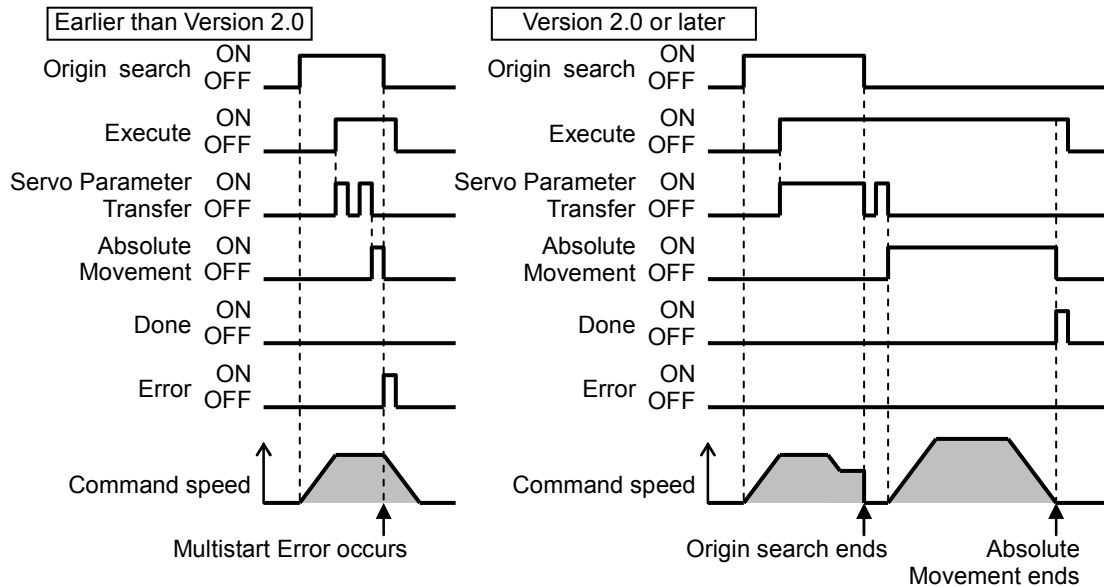 Earlier than Version 2.0
Origin search
ON
OFF
Execute
ON
OFF
Servo Parameter
Transfer
ON
OFF
Absolute
Movement
ON
OFF
Done
ON
OFF
Error
ON
OFF
Command speed
Multistart Error occurs
Version 2.0 or later
Origin search
ON
OFF
Execute
ON
OFF
Servo Parameter
Transfer
ON
OFF
Absolute
Movement
ON
OFF
Done
ON
OFF
Error
ON
OFF
Command speed
Origin search ends
Absolute
Movement ends